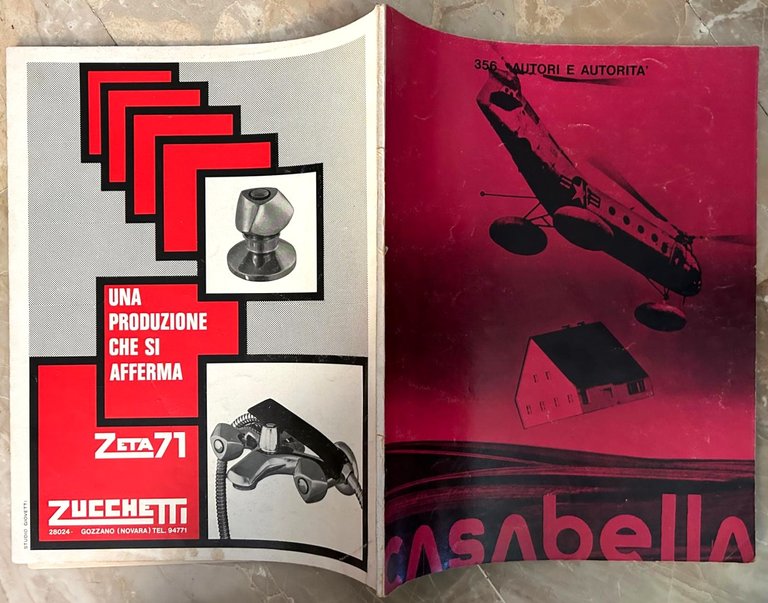 UNA
PRODUZIONE
CHE SI
AFFERMA
ZETA71
ZUCCHETTI
28024 - GOZZANO (NOVARA) TEL. 94771
STUDIO GIOVETTI
356 AUTORI E AUTORITA'
casabella